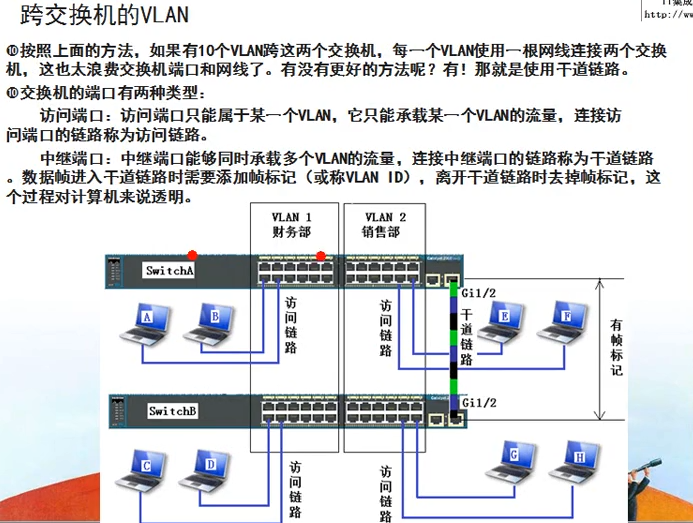 跨交换机的VLAN
IT集成
http://ww
按照上面的方法，如果有10个VLAN跨这两个交换机，每一个VLAN使用一根网线连接两个交换
机，这也太浪费交换机端口和网线了。有没有更好的方法呢？有！那就是使用干道链路。
交换机的端口有两种类型：
访问端口：访问端口只能属于某一个VLAN，它只能承载某一个VLAN的流量，连接访
问端口的链路称为访问链路。
中继端口：中继端口能够同时承载多个VLAN的流量，连接中继端口的链路称为干道链路
。数据帧进入干道链路时需要添加帧标记（或称VLAN ID），离开干道链路时去掉帧标记，这
个过程对计算机来说透明。
VLAN 1
财务部
VLAN 2
销售部
SwitchA
Gi1/2
A
B
访问链路
访问链路
干道链路
E
F
有帧标记
SwitchB
Gi1/2
C
D
访问链路
访问链路
G
H